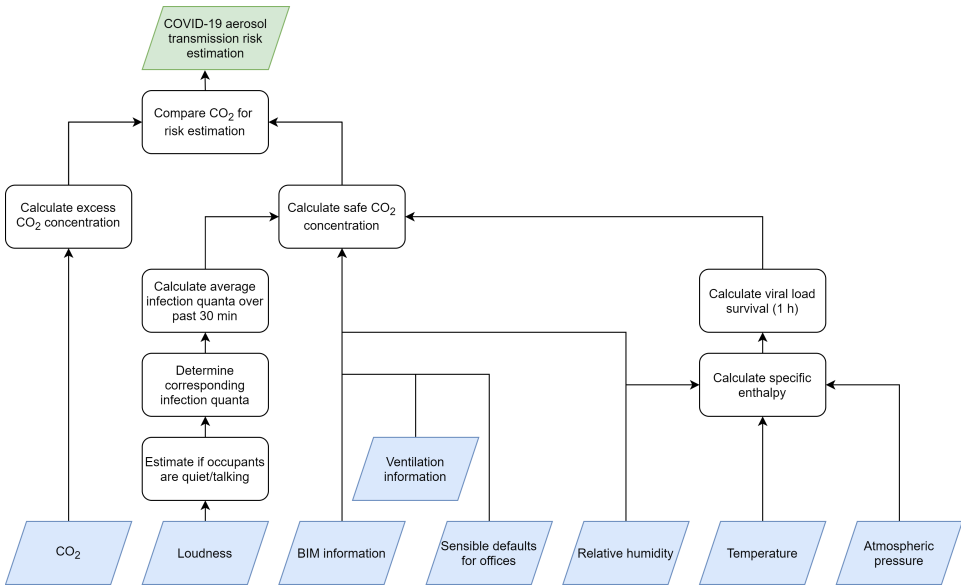 COVID-19 aerosol
transmission risk
estimation
Compare CO₂ for
risk estimation
Calculate excess
CO₂ concentration
Calculate safe CO₂
concentration
Calculate average
infection quanta over
past 30 min
Calculate viral load
survival (1 h)
Determine
corresponding
infection quanta
Calculate specific
enthalpy
Estimate if occupants
are quiet/talking
Ventilation
information
CO₂
Loudness
BIM information
Sensible defaults
for offices
Relative humidity
Temperature
Atmospheric
pressure